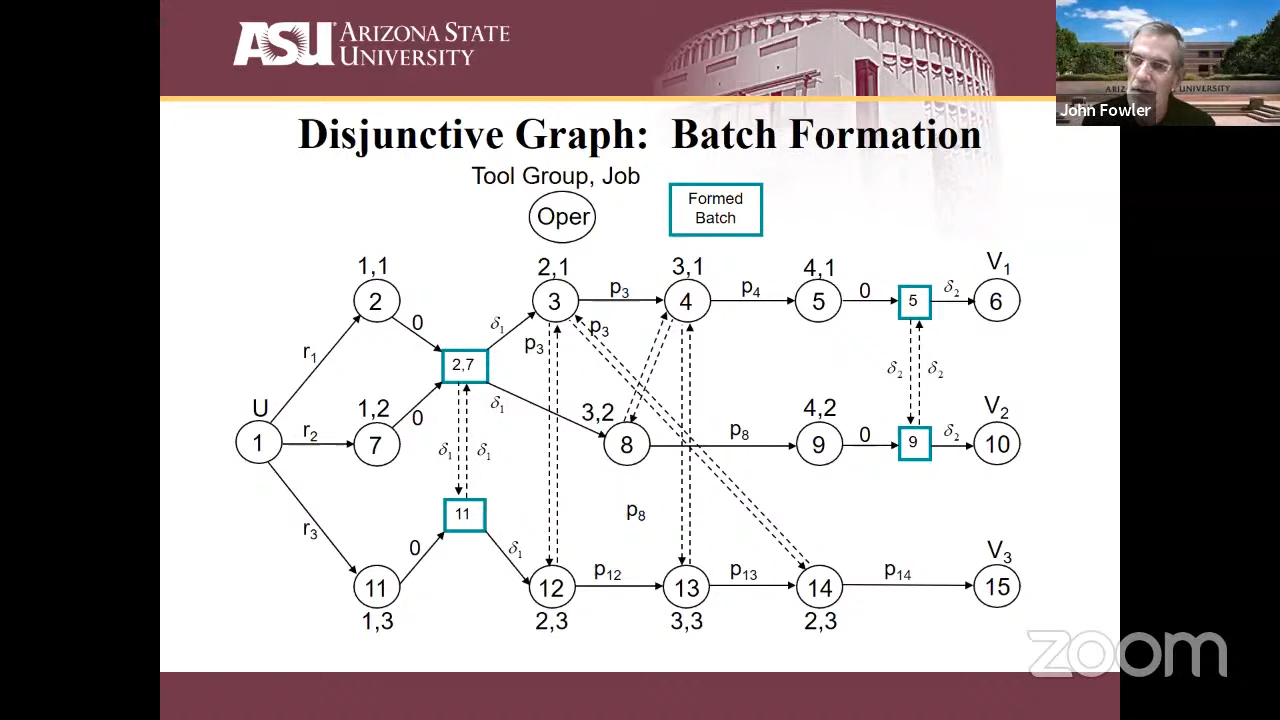 ASU ARIZONA STATE
UNIVERSITY
ARIZ UNIVERSITY
John Fowler
Disjunctive Graph: Batch Formation
Tool Group, Job
Oper
Formed
Batch
1,1 2,1 3,1 4,1 V₁
2 3 p₃ 4 p₄ 5 0 5 δ₂ 6
0 δ₁ p₃ p₃
r₁ 2,7 δ₂ δ₂
U 1,2 0 δ₁ 3,2 4,2 V₂
1 r₂ 7 8 p₈ 9 0 9 δ₂ 10
δ₁ δ₁
r₃ 11 p₈
0 δ₁ V₃
11 12 p₁₂ 13 p₁₃ 14 p₁₄ 15
1,3 2,3 3,3 2,3
zoom